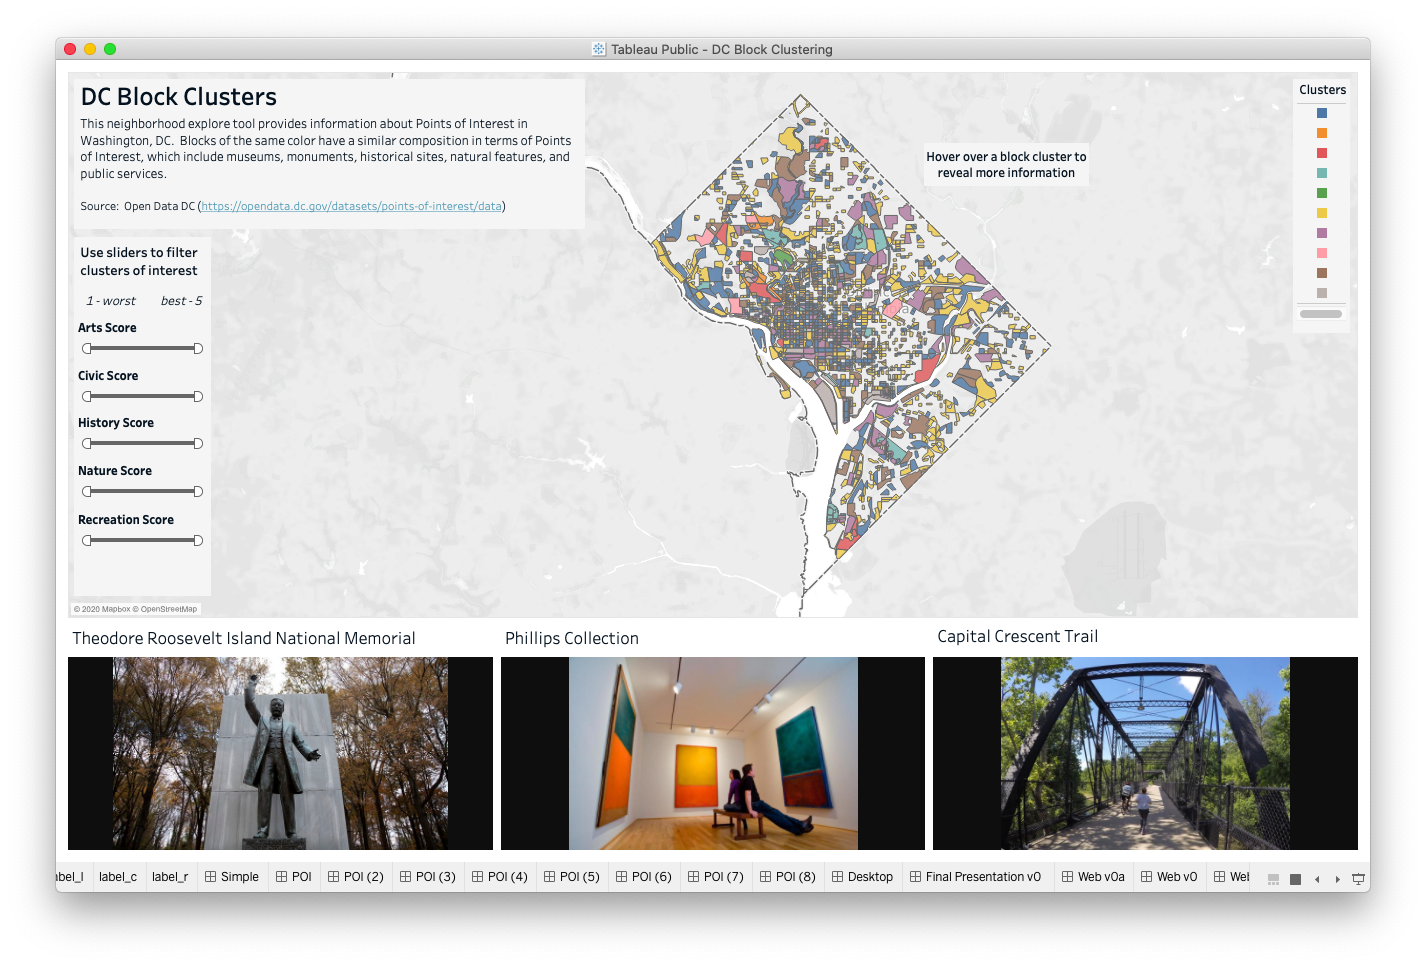 Tableau Public - DC Block Clustering
DC Block Clusters
This neighborhood explore tool provides information about Points of Interest in
Washington, DC. Blocks of the same color have a similar composition in terms of Points
of Interest, which include museums, monuments, historical sites, natural features, and
public services.
Source: Open Data DC (https://opendata.dc.gov/datasets/points-of-interest/data)
Clusters
Hover over a block cluster to
reveal more information
Use sliders to filter
clusters of interest
1 - worst best - 5
Arts Score
Civic Score
History Score
Nature Score
Recreation Score
© 2020 Mapbox © OpenStreetMap
Theodore Roosevelt Island National Memorial
Phillips Collection
Capital Crescent Trail
bel_l label_c label_r Simple POI POI (2) POI (3) POI (4) POI (5) POI (6) POI (7) POI (8) Desktop Final Presentation v0 Web v0a Web v0 Web